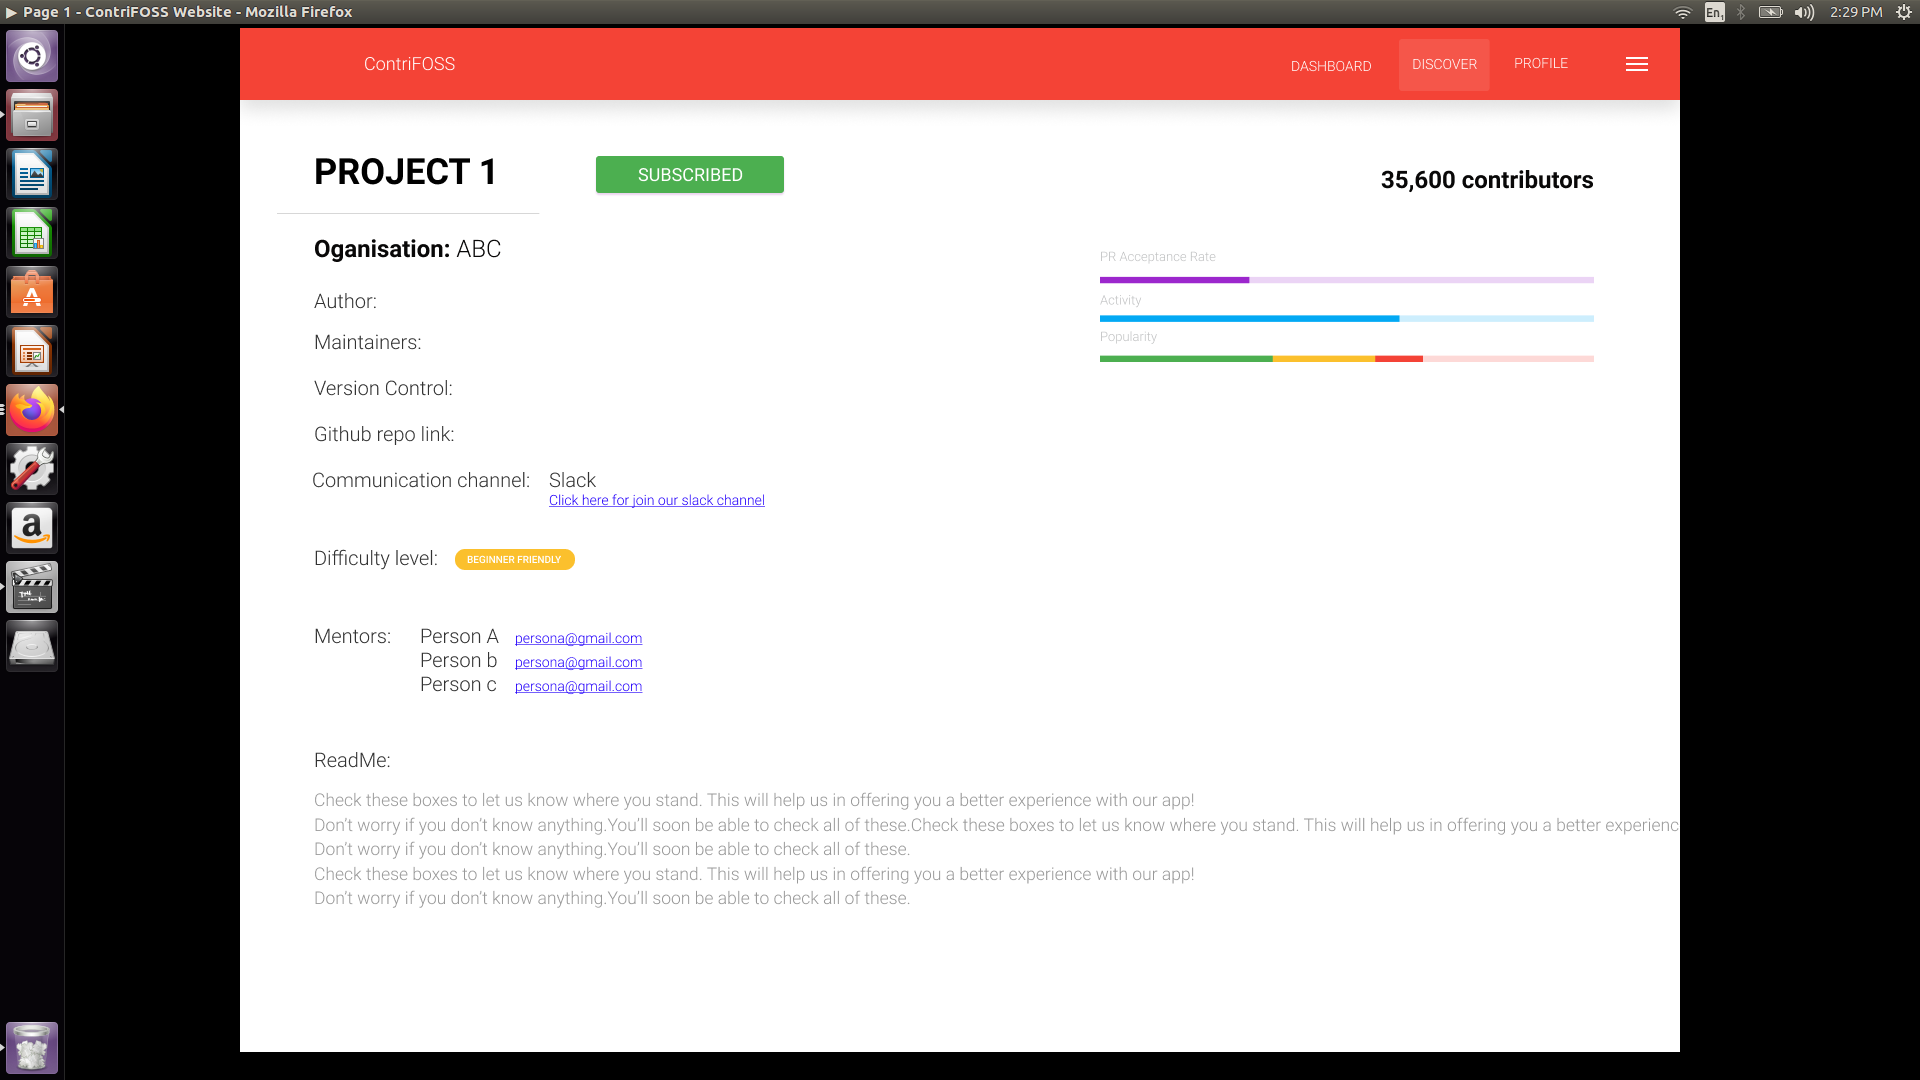 Page 1 - ContriFOSS Website - Mozilla Firefox
En1
2:29 PM
ContriFOSS
DASHBOARD
DISCOVER
PROFILE
PROJECT 1
SUBSCRIBED
35,600 contributors
Oganisation: ABC
PR Acceptance Rate
Activity
Popularity
Author:
Maintainers:
Version Control:
Github repo link:
Communication channel: Slack
Click here for join our slack channel
Difficulty level: BEGINNER FRIENDLY
Mentors: Person A persona@gmail.com
Person b persona@gmail.com
Person c persona@gmail.com
ReadMe:
Check these boxes to let us know where you stand. This will help us in offering you a better experience with our app!
Don’t worry if you don’t know anything.You’ll soon be able to check all of these.Check these boxes to let us know where you stand. This will help us in offering you a better experienc
Don’t worry if you don’t know anything.You’ll soon be able to check all of these.
Check these boxes to let us know where you stand. This will help us in offering you a better experience with our app!
Don’t worry if you don’t know anything.You’ll soon be able to check all of these.